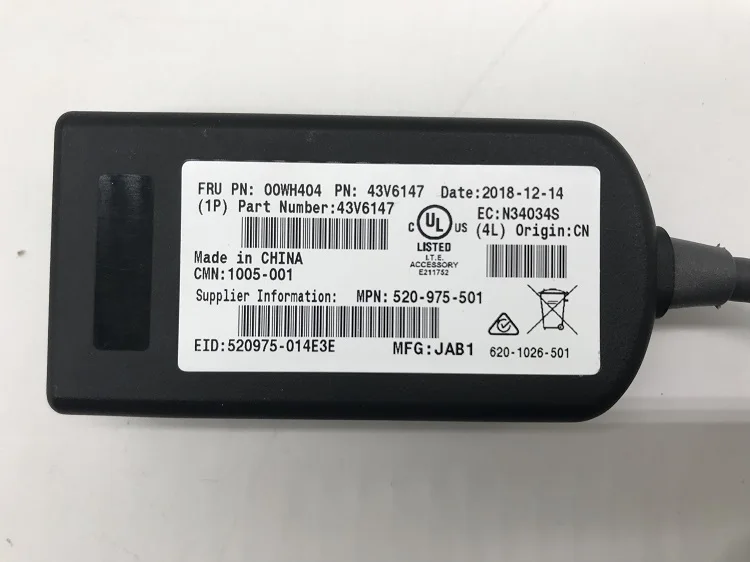 FRU PN: 00WH404 PN: 43V6147 Date:2018-12-14
(1P) Part Number:43V6147
EC:N34034S
C UL US
(4L) Origin:CN
LISTED
I.T.E.
ACCESSORY
E211752
Made in CHINA
CMN:1005-001
Supplier Information: MPN: 520-975-501
EID:520975-014E3E
MFG:JAB1
620-1026-501